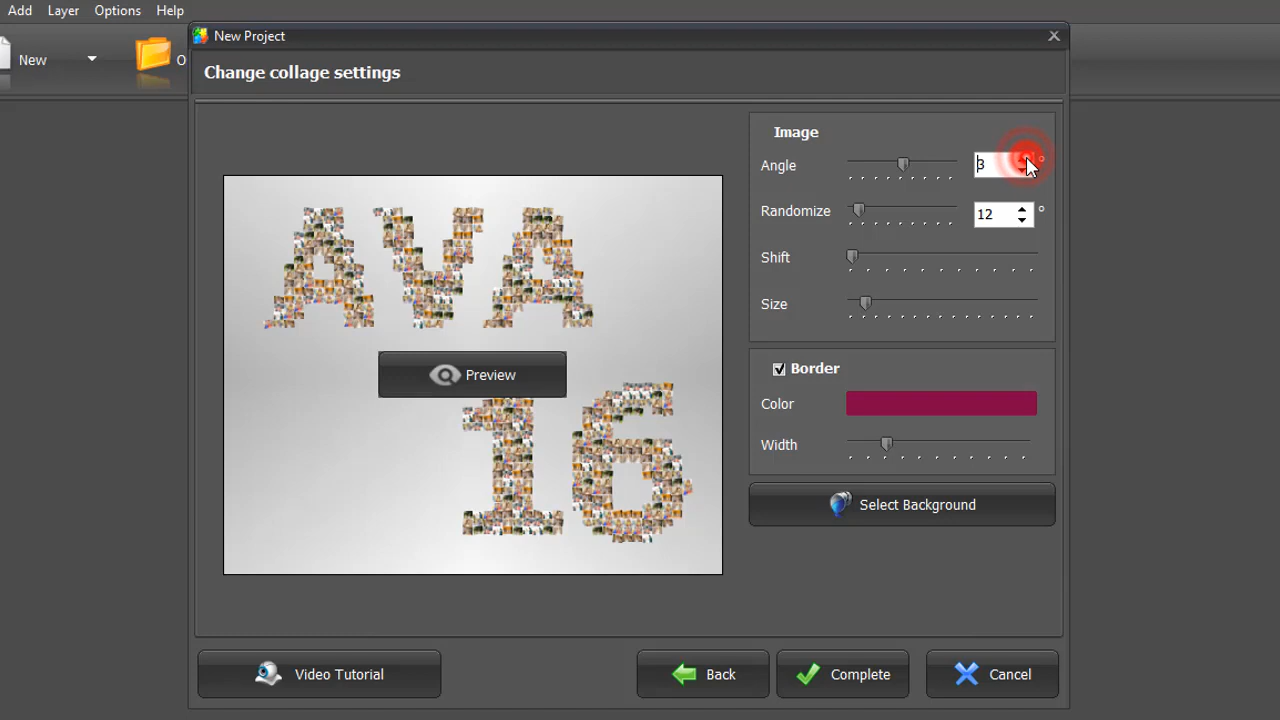 Add Layer Options Help
New Project
New
O
Change collage settings
Image
Angle 3 °
Randomize 12 °
Shift
Size
AVA
16
Preview
Border
Color
Width
Select Background
Video Tutorial
Back
Complete
Cancel